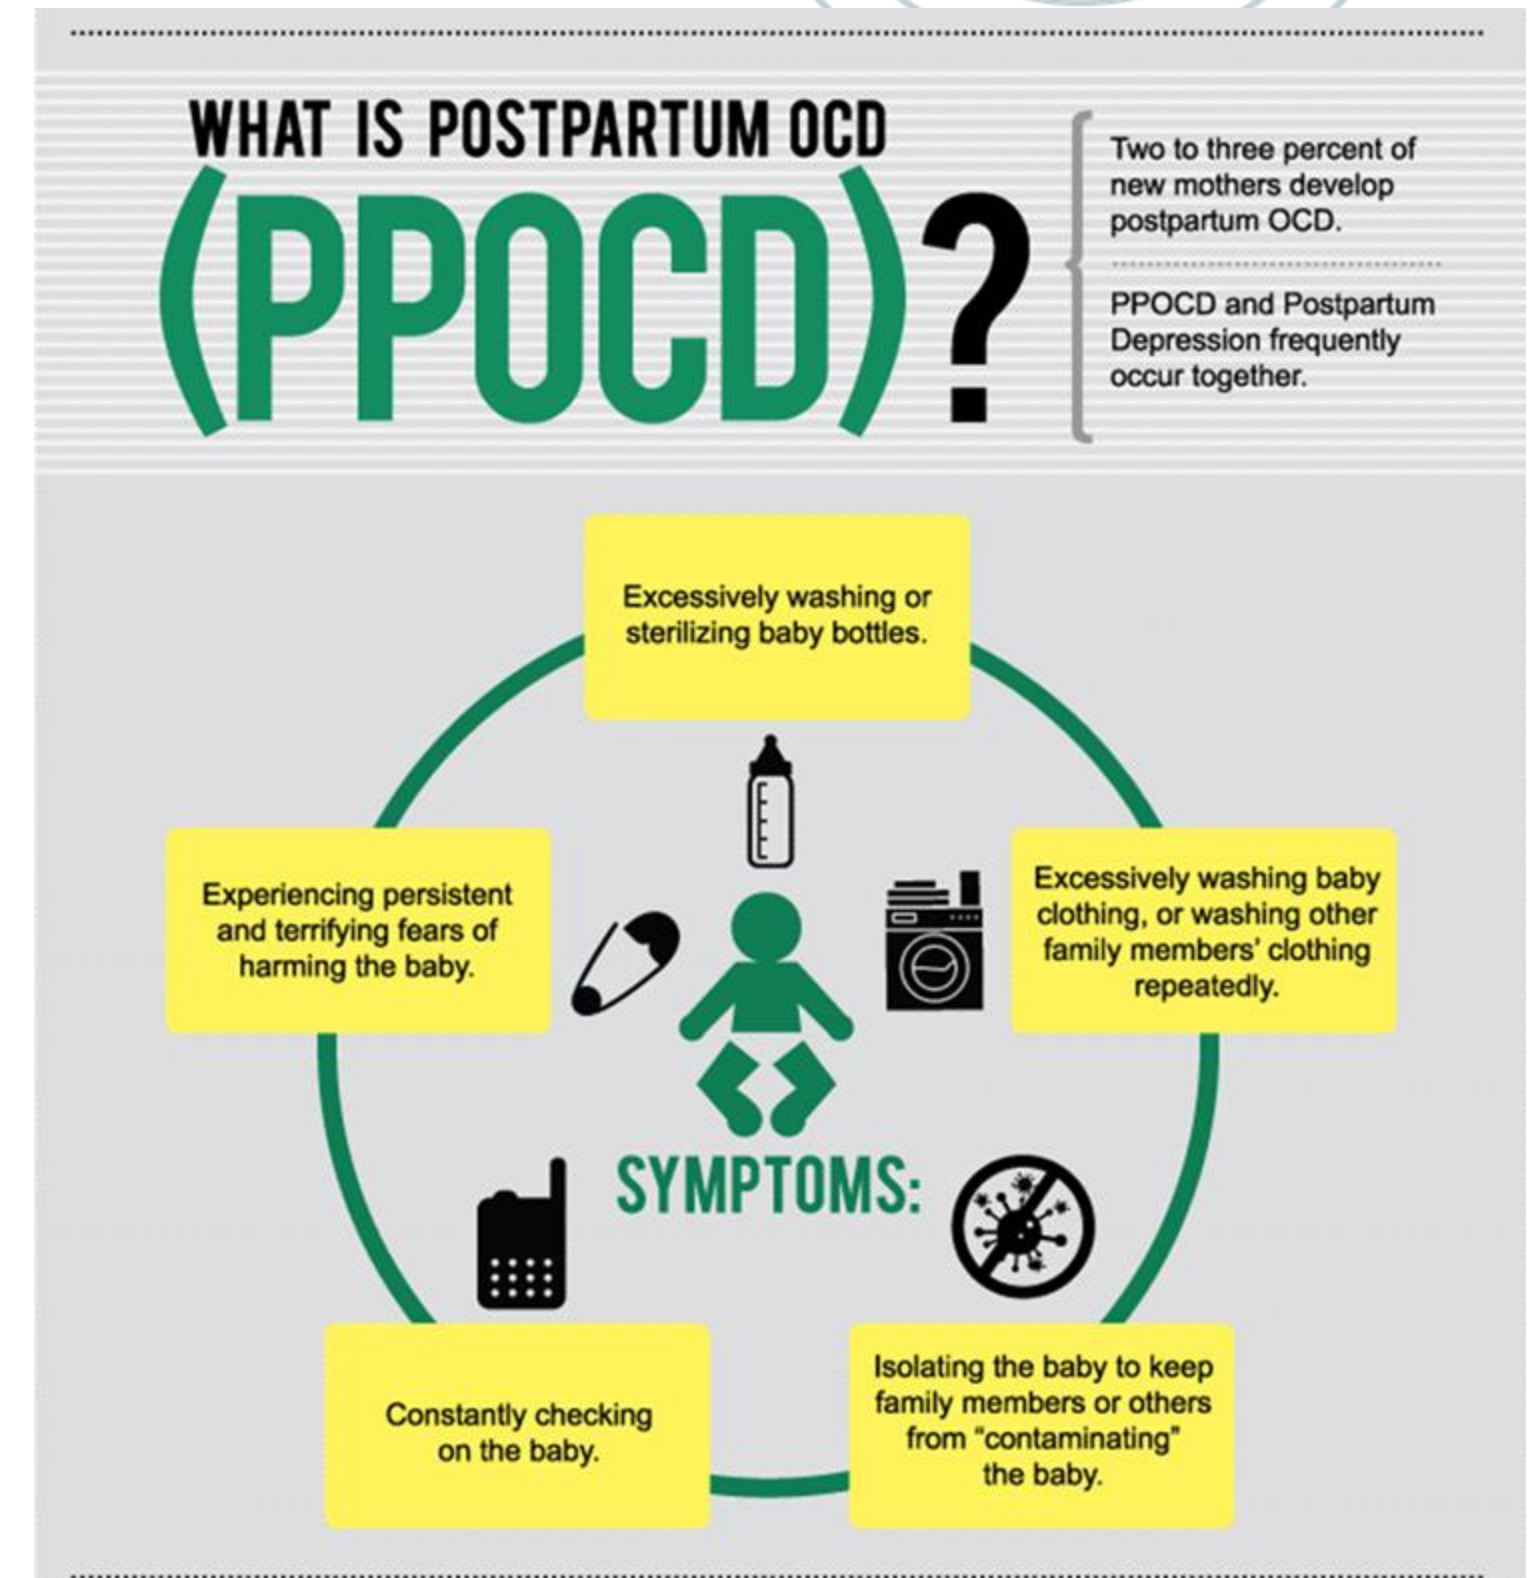 WHAT IS POSTPARTUM OCD
(PPOCD)?
Two to three percent of
new mothers develop
postpartum OCD.
PPOCD and Postpartum
Depression frequently
occur together.
Excessively washing or
sterilizing baby bottles.
Experiencing persistent
and terrifying fears of
harming the baby.
Excessively washing baby
clothing, or washing other
family members' clothing
repeatedly.
SYMPTOMS:
Constantly checking
on the baby.
Isolating the baby to keep
family members or others
from “contaminating”
the baby.